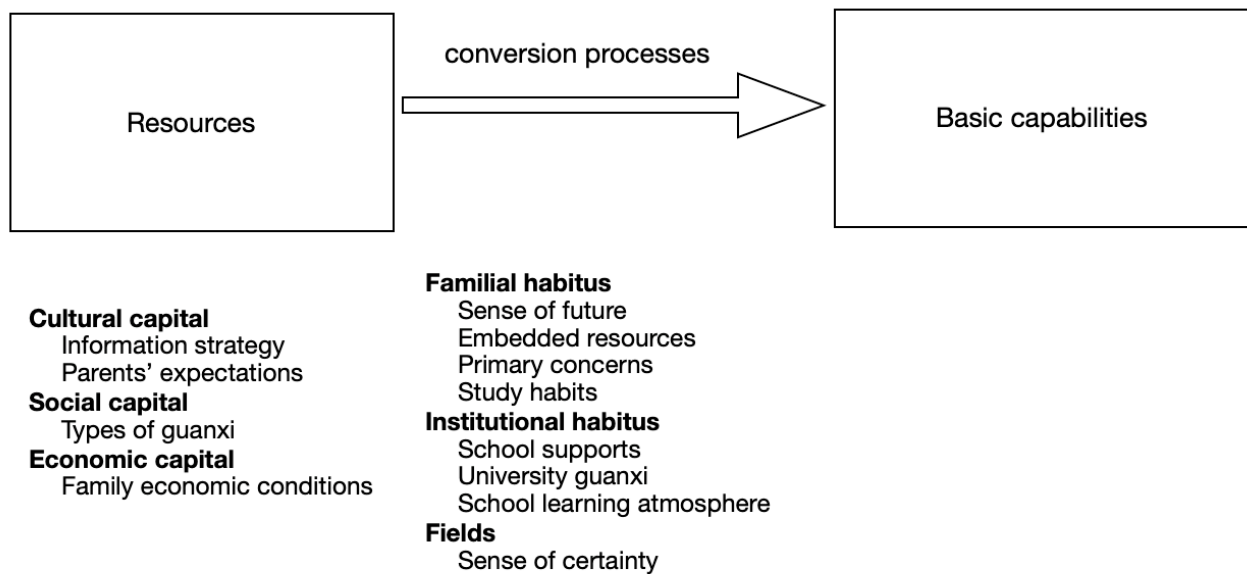 Resources
conversion processes
Basic capabilities
Cultural capital
Information strategy
Parents’ expectations
Social capital
Types of guanxi
Economic capital
Family economic conditions
Familial habitus
Sense of future
Embedded resources
Primary concerns
Study habits
Institutional habitus
School supports
University guanxi
School learning atmosphere
Fields
Sense of certainty